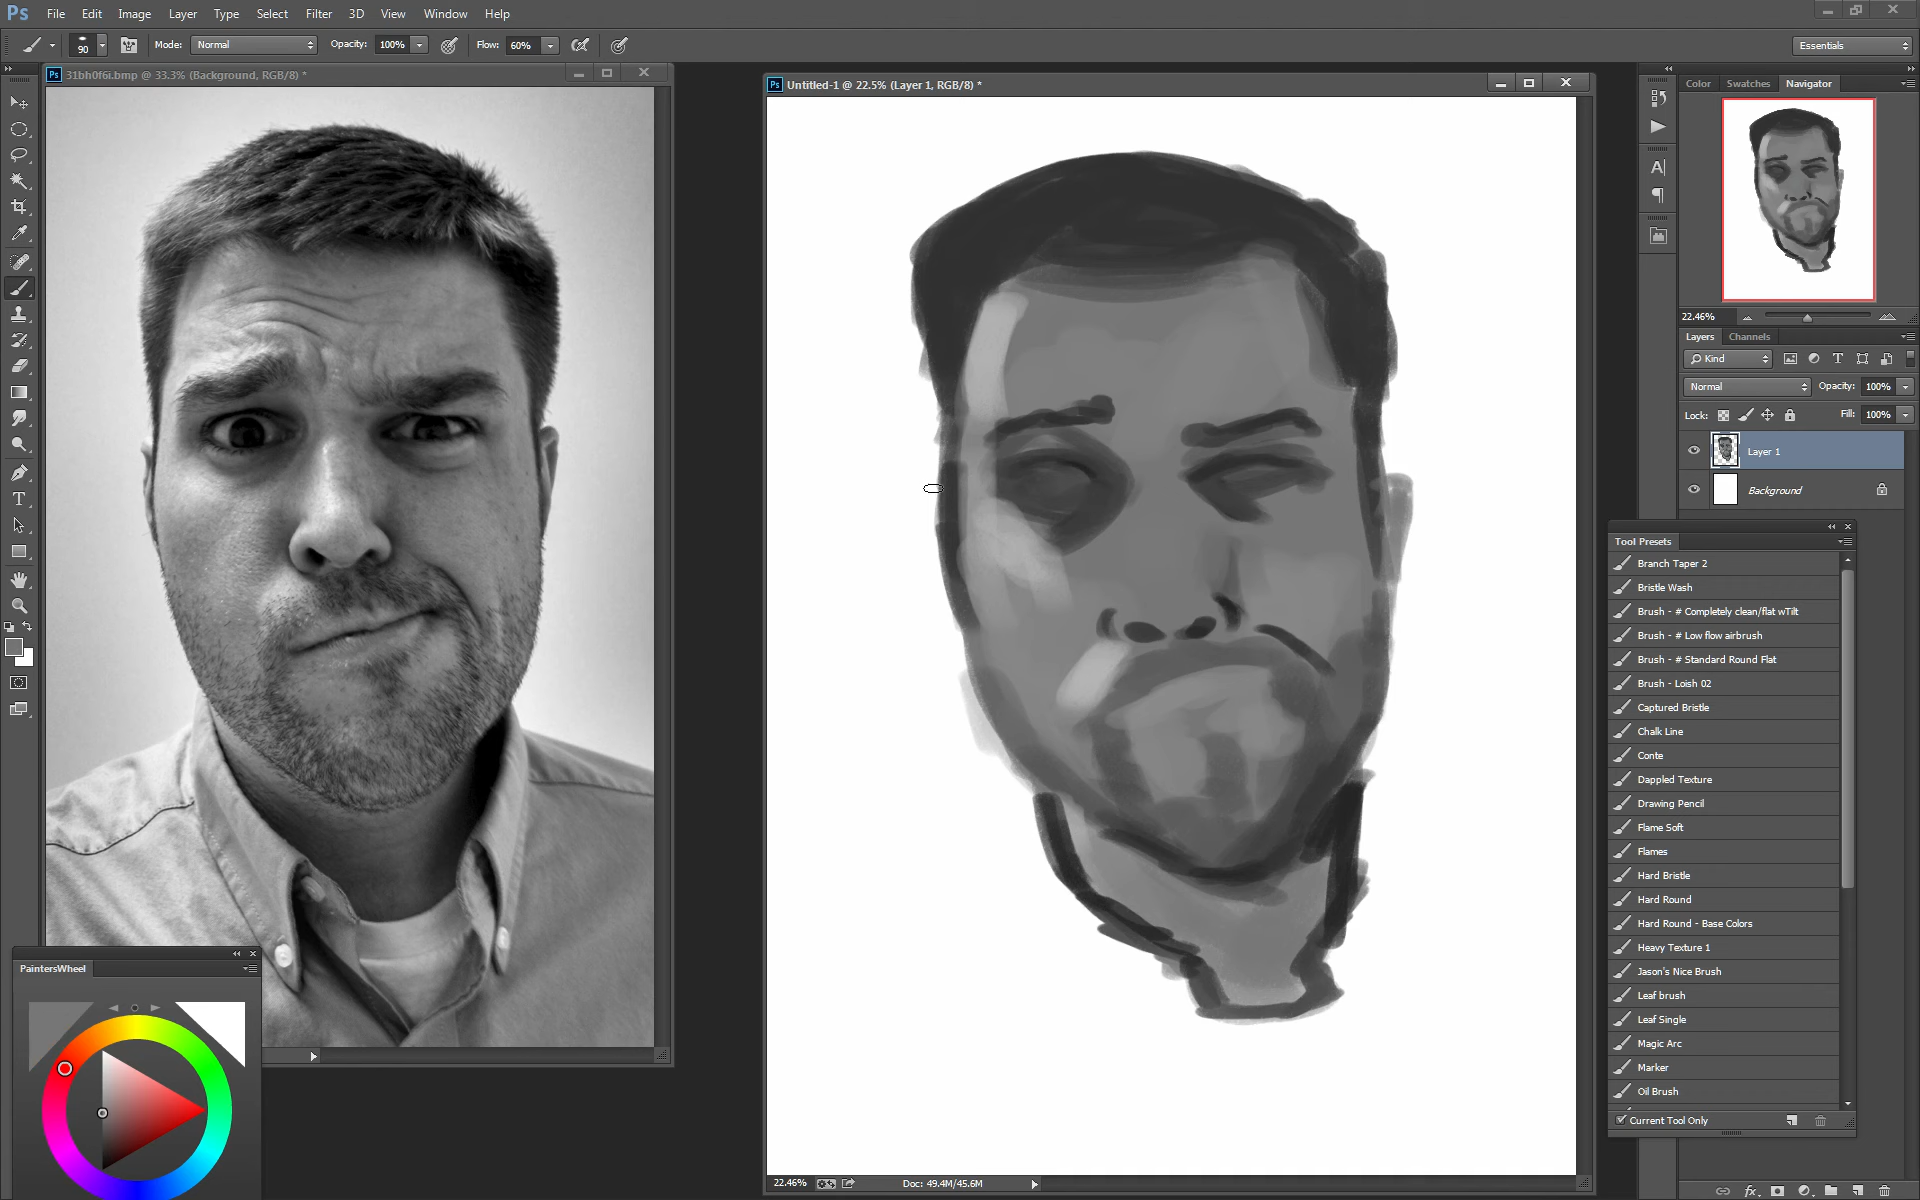 Ps File Edit Image Layer Type Select Filter 3D View Window Help
90 Mode: Normal Opacity: 100% Flow: 60% Essentials
Ps 31bh0f6i.bmp @ 33.3% (Background, RGB/8) *
Ps Untitled-1 @ 22.5% (Layer 1, RGB/8) *
Color Swatches Navigator
22.46%
Layers Channels
Kind
Normal Opacity: 100%
Lock: Fill: 100%
Layer 1
Background
Tool Presets
Branch Taper 2
Bristle Wash
Brush - # Completely clean/flat wTilt
Brush - # Low flow airbrush
Brush - # Standard Round Flat
Brush - Loish 02
Captured Bristle
Chalk Line
Conte
Dappled Texture
Drawing Pencil
Flame Soft
Flames
Hard Bristle
Hard Round
Hard Round - Base Colors
Heavy Texture 1
Jason's Nice Brush
Leaf brush
Leaf Single
Magic Arc
Marker
Oil Brush
Current Tool Only
PaintersWheel
22.46% Doc: 49.4M/45.6M